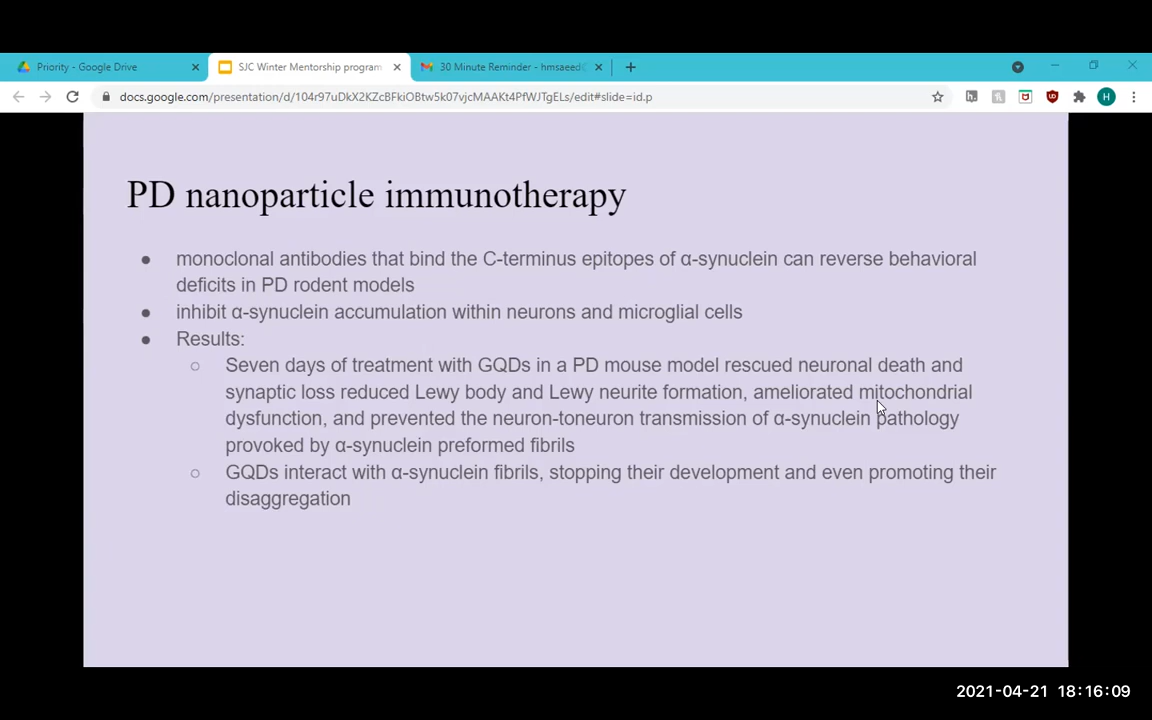 Priority - Google Drive
SJC Winter Mentorship program
30 Minute Reminder - hmsaeed
docs.google.com/presentation/d/104r97uDkX2KZcBFkiOBtw5k07vjcMAAKt4PfWJTgELs/edit#slide=id.p
PD nanoparticle immunotherapy
● monoclonal antibodies that bind the C-terminus epitopes of α-synuclein can reverse behavioral
deficits in PD rodent models
● inhibit α-synuclein accumulation within neurons and microglial cells
● Results:
○ Seven days of treatment with GQDs in a PD mouse model rescued neuronal death and
synaptic loss reduced Lewy body and Lewy neurite formation, ameliorated mitochondrial
dysfunction, and prevented the neuron-toneuron transmission of α-synuclein pathology
provoked by α-synuclein preformed fibrils
○ GQDs interact with α-synuclein fibrils, stopping their development and even promoting their
disaggregation
2021-04-21 18:16:09